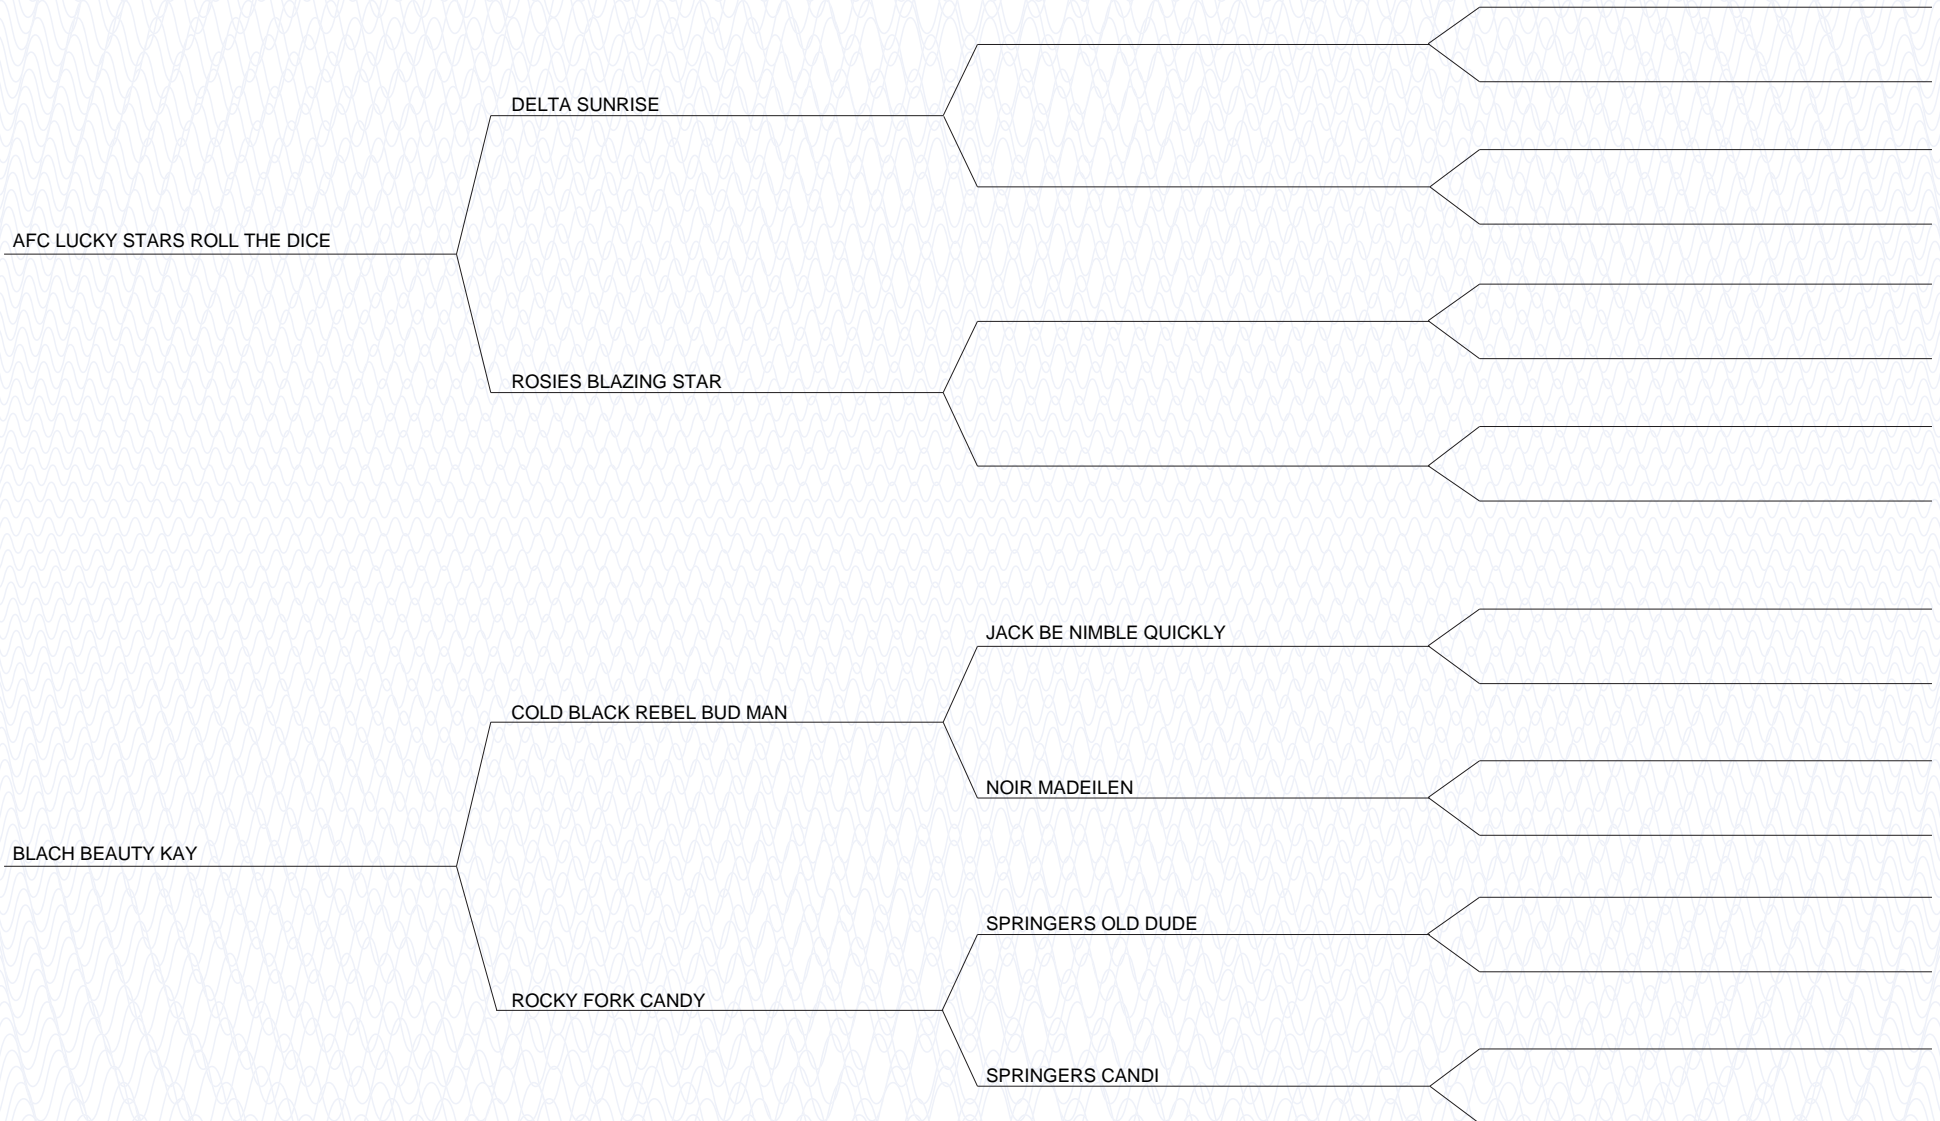 DELTA SUNRISE
AFC LUCKY STARS ROLL THE DICE
ROSIES BLAZING STAR
JACK BE NIMBLE QUICKLY
COLD BLACK REBEL BUD MAN
NOIR MADEILEN
BLACH BEAUTY KAY
SPRINGERS OLD DUDE
ROCKY FORK CANDY
SPRINGERS CANDI